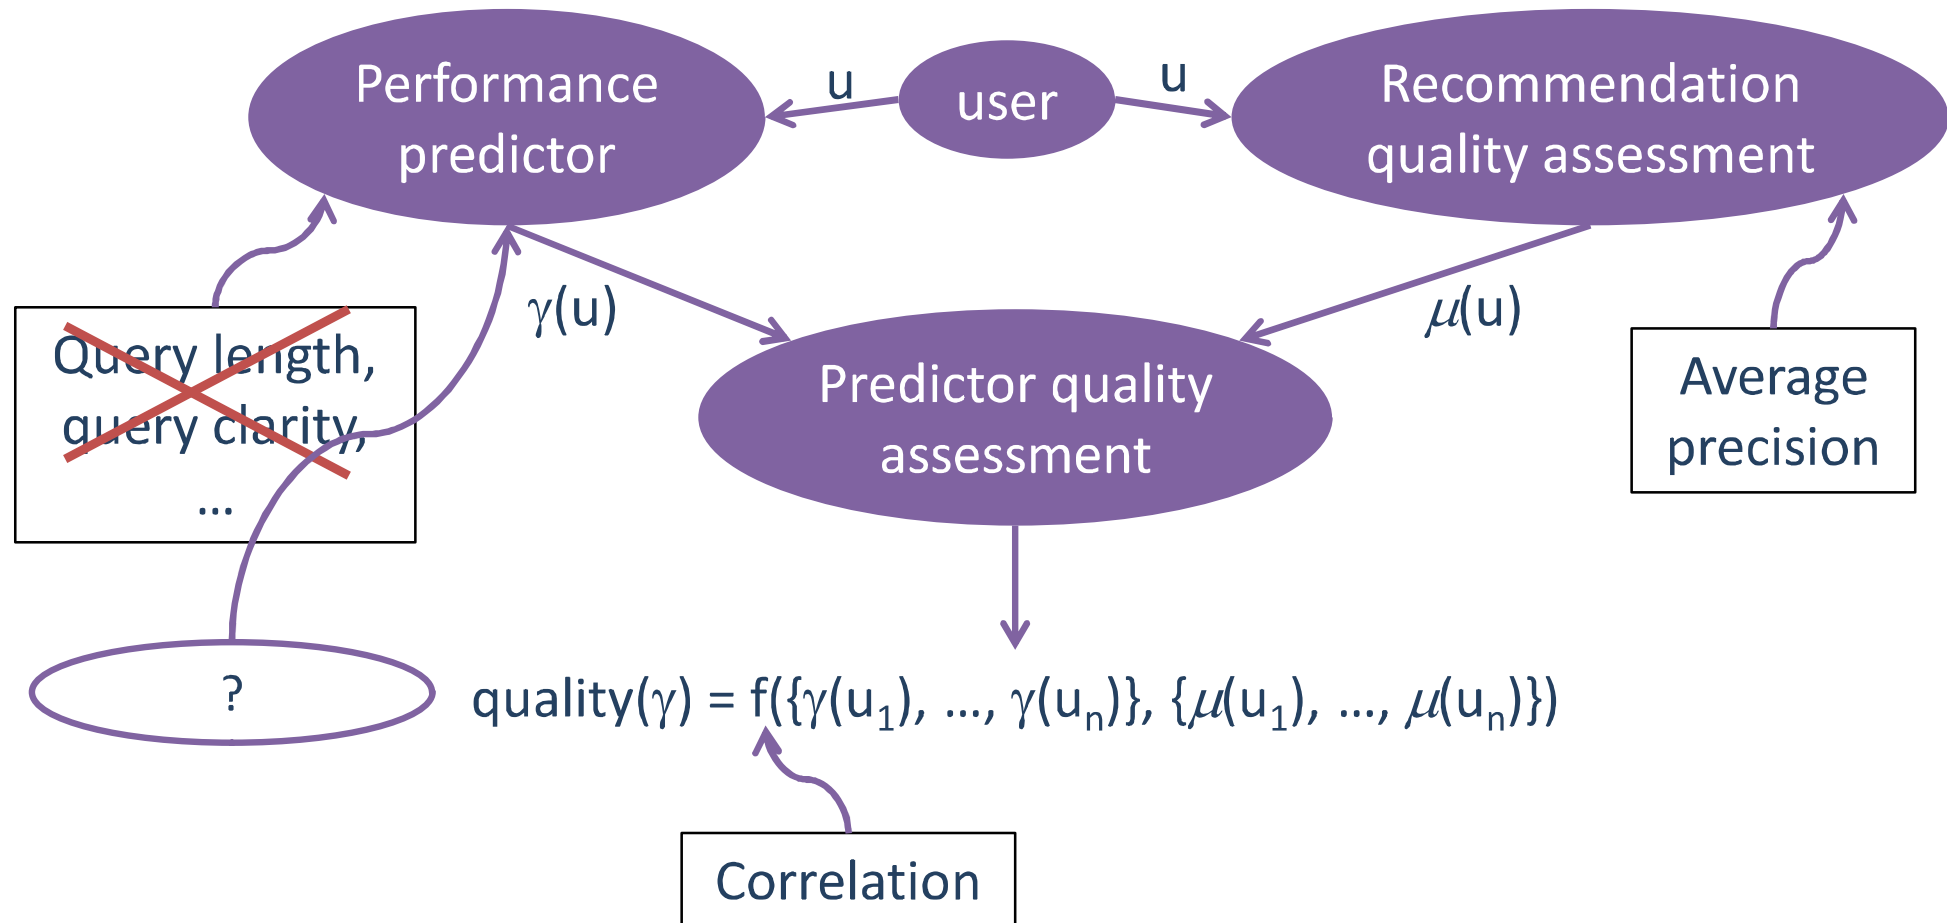 Performance
predictor
u
user
u
Recommendation
quality assessment
γ(u)
μ(u)
Query length,
query clarity,
...
Predictor quality
assessment
Average
precision
?
quality(γ) = f({γ(u₁), ..., γ(uₙ)}, {μ(u₁), ..., μ(uₙ)})
Correlation